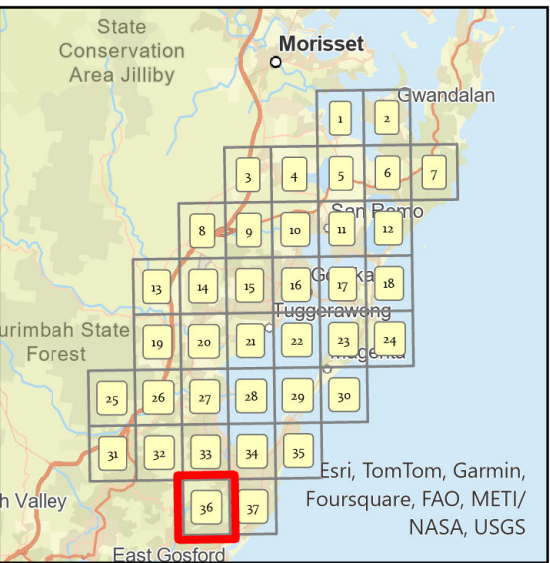 State
Conservation
Area Jilliby
Morisset
Gwandalan
1 2
3 4 5 6 7
San Remo
8 9 10 11 12
13 14 15 16 17 18
Tuggerawong
urimbah State
Forest
19 20 21 22 23 24
Magenta
25 26 27 28 29 30
31 32 33 34 35
Esri, TomTom, Garmin,
Foursquare, FAO, METI/
NASA, USGS
h Valley
36 37
East Gosford